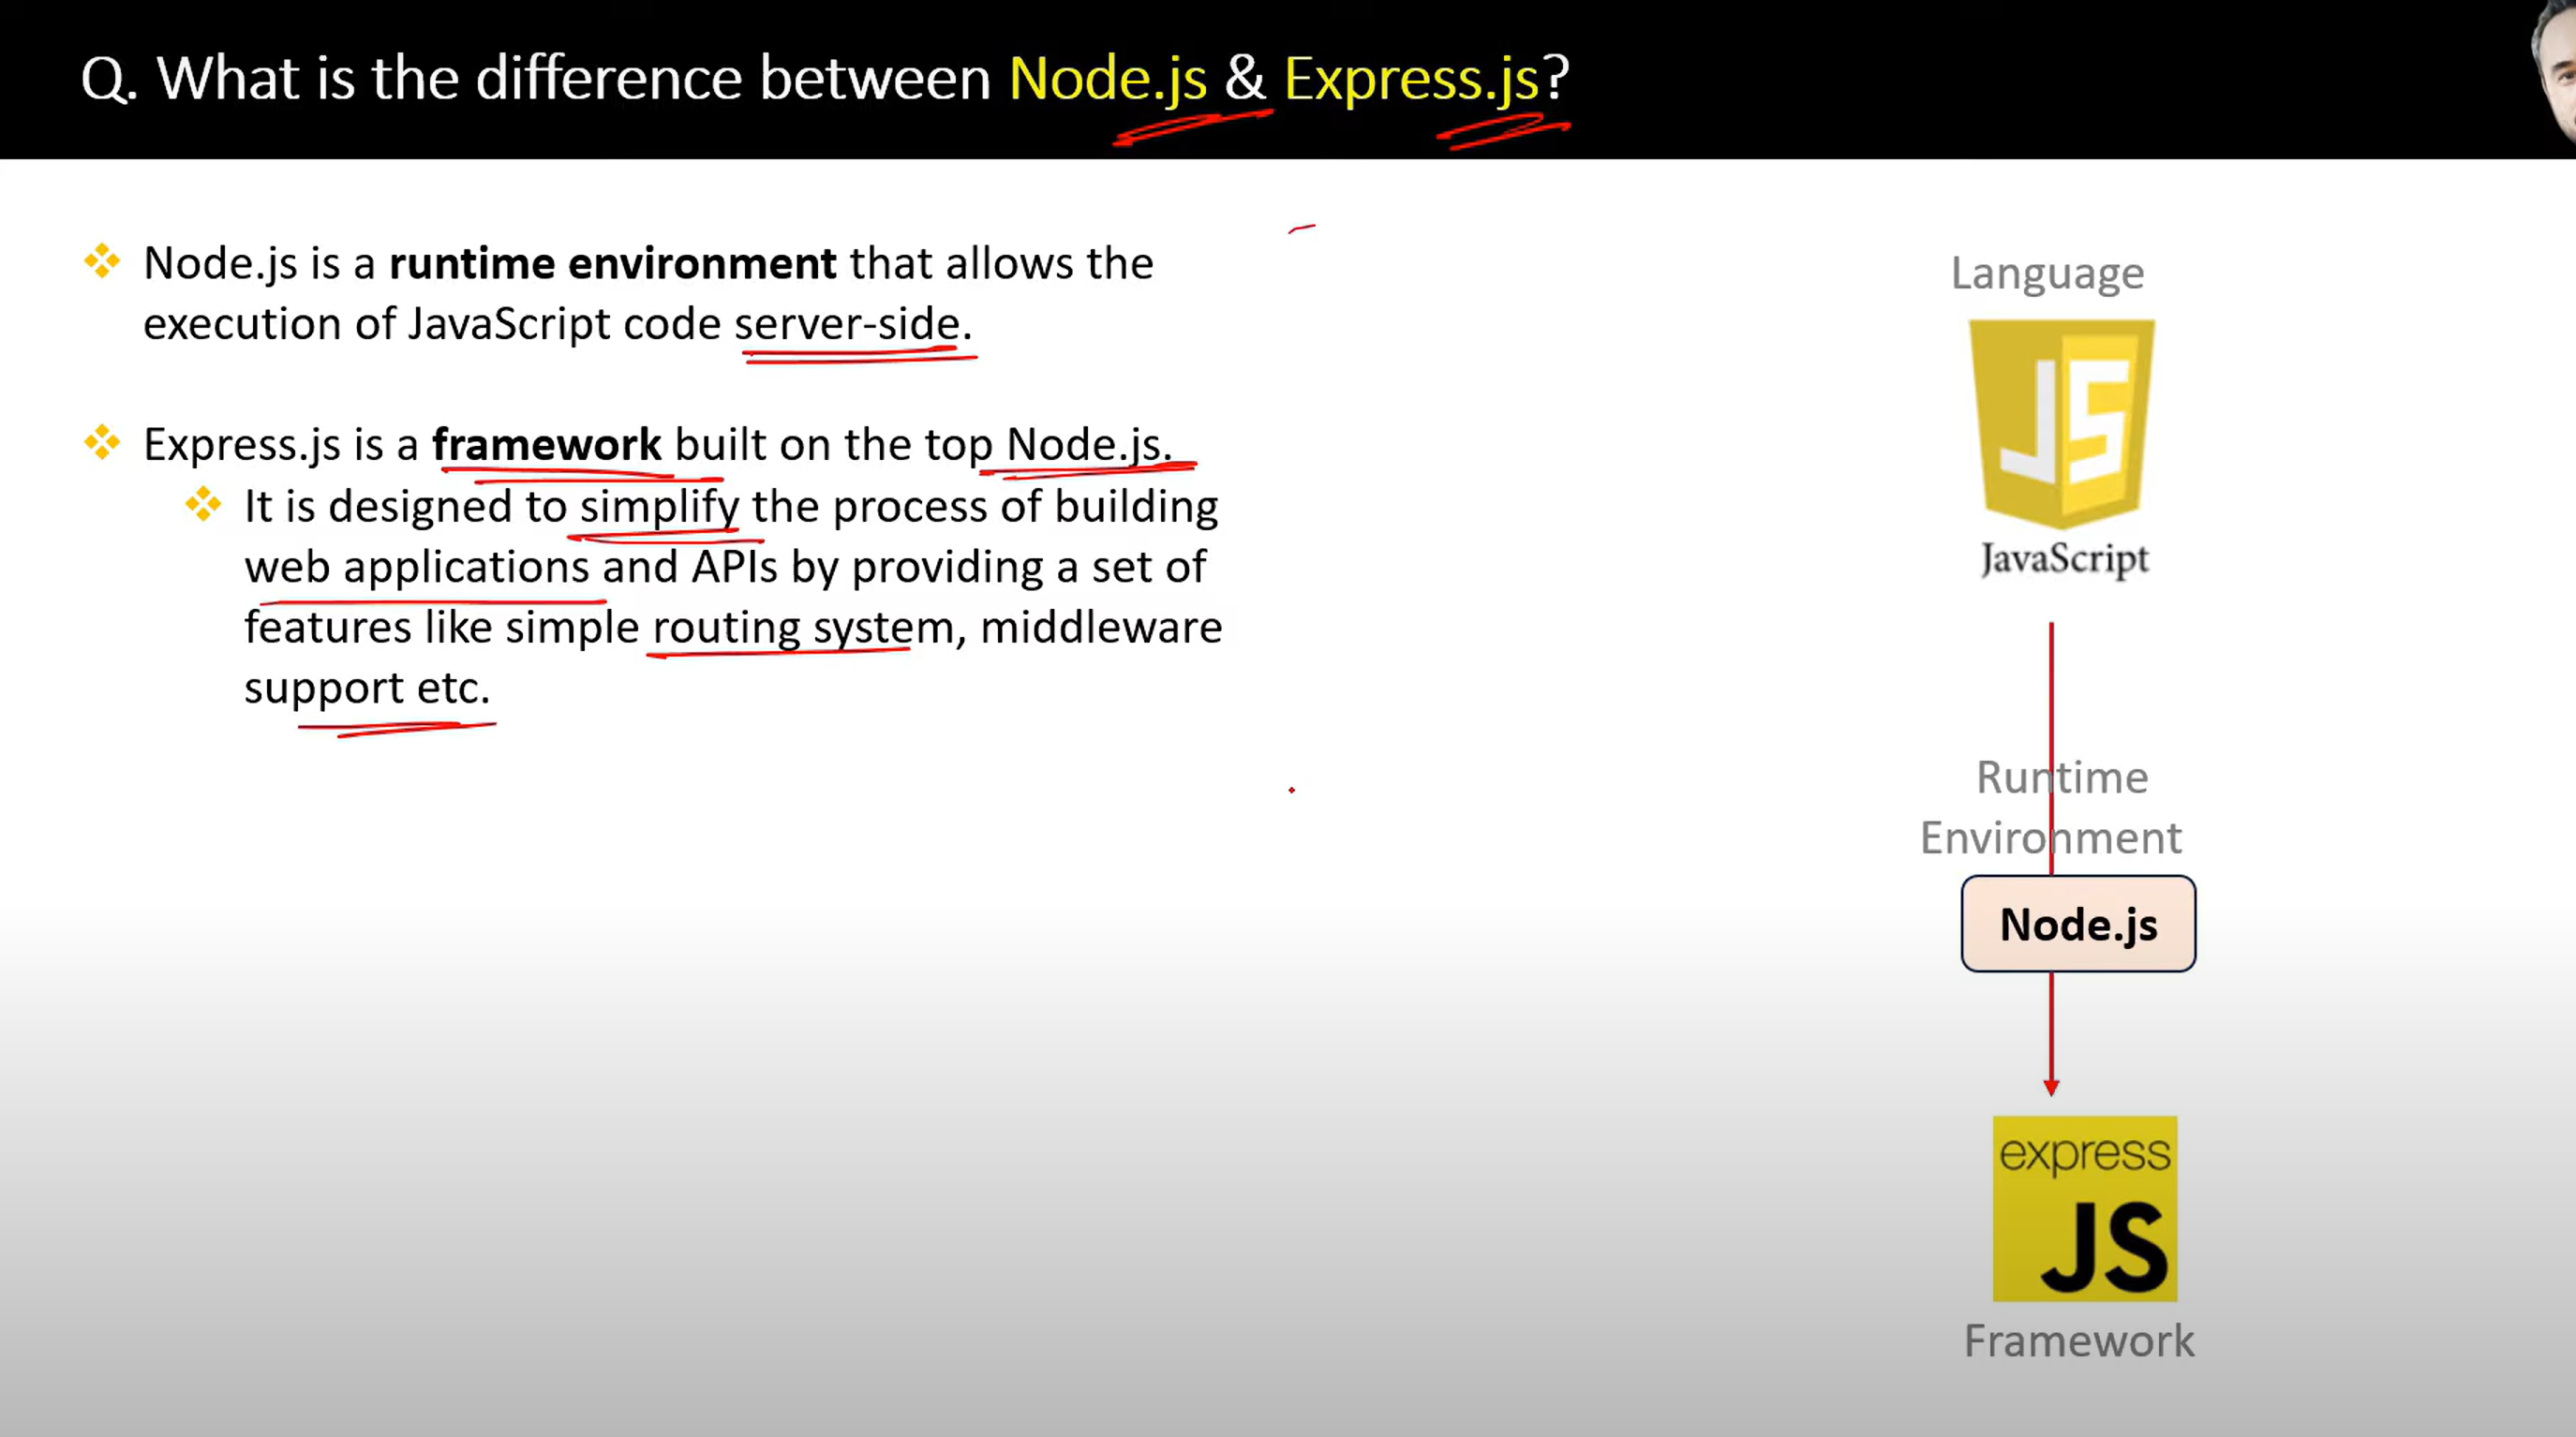 Q. What is the difference between Node.js & Express.js?
Node.js is a runtime environment that allows the
execution of JavaScript code server-side.
Express.js is a framework built on the top Node.js.
It is designed to simplify the process of building
web applications and APIs by providing a set of
features like simple routing system, middleware
support etc.
Language
JS
JavaScript
Runtime
Environment
Node.js
express
JS
Framework